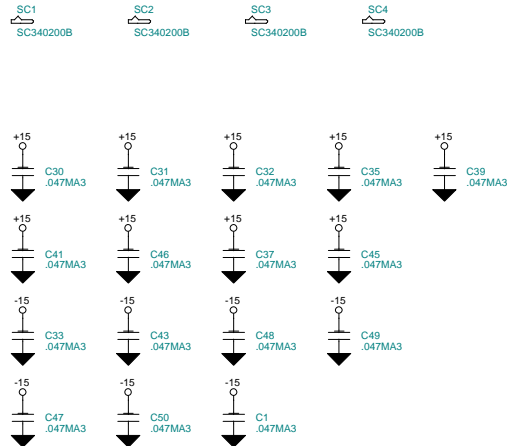 SC1 SC2 SC3 SC4
SC340200B SC340200B SC340200B SC340200B
+15 +15 +15 +15 +15
C30 C31 C32 C35 C39
.047MA3 .047MA3 .047MA3 .047MA3 .047MA3
+15 +15 +15 +15
C41 C46 C37 C45
.047MA3 .047MA3 .047MA3 .047MA3
-15 -15 -15 -15
C33 C43 C48 C49
.047MA3 .047MA3 .047MA3 .047MA3
-15 -15 -15
C47 C50 C1
.047MA3 .047MA3 .047MA3